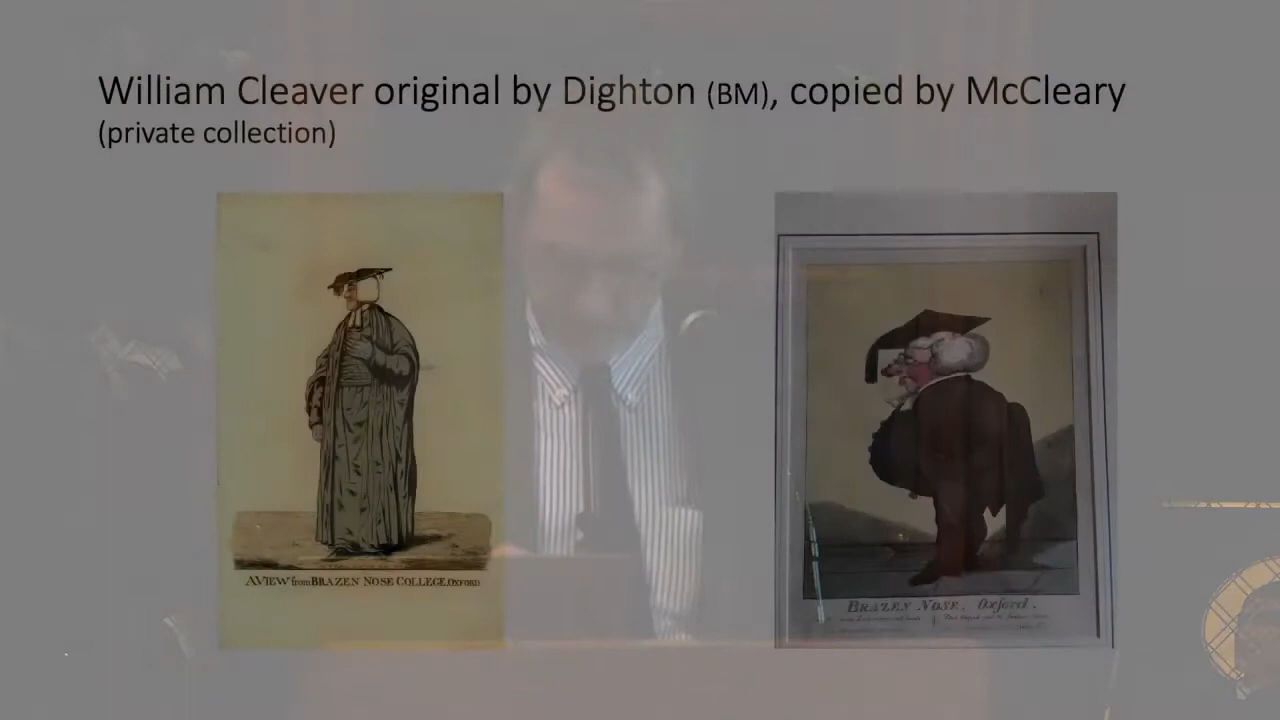 William Cleaver original by Dighton (BM), copied by McCleary
(private collection)
A VIEW from BRAZEN NOSE COLLEGE, OXFORD
BRAZEN NOSE. Oxford.